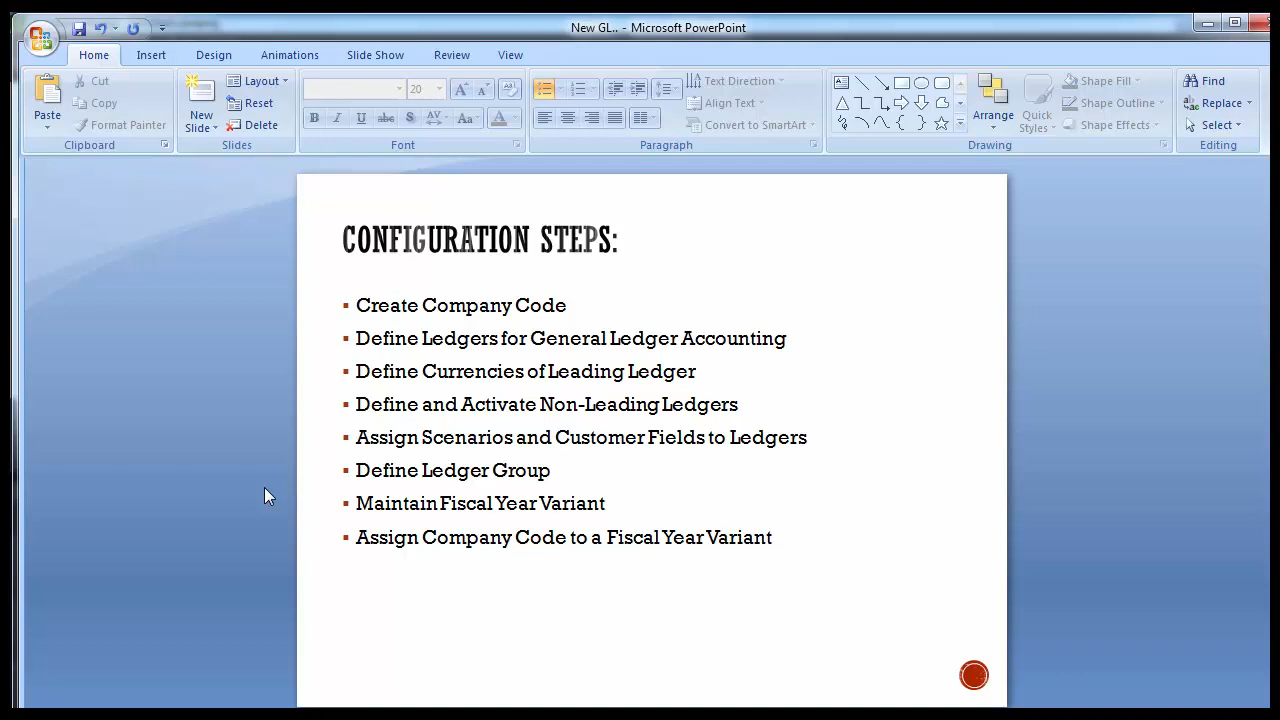 New GL.. - Microsoft PowerPoint
Home Insert Design Animations Slide Show Review View
Paste
Cut
Copy
Format Painter
Clipboard
New Slide
Layout
Reset
Delete
Slides
20
B I U abc S AV Aa A
Font
Text Direction
Align Text
Convert to SmartArt
Paragraph
Arrange
Quick Styles
Shape Fill
Shape Outline
Shape Effects
Drawing
Find
Replace
Select
Editing
CONFIGURATION STEPS:
Create Company Code
Define Ledgers for General Ledger Accounting
Define Currencies of Leading Ledger
Define and Activate Non-Leading Ledgers
Assign Scenarios and Customer Fields to Ledgers
Define Ledger Group
Maintain Fiscal Year Variant
Assign Company Code to a Fiscal Year Variant